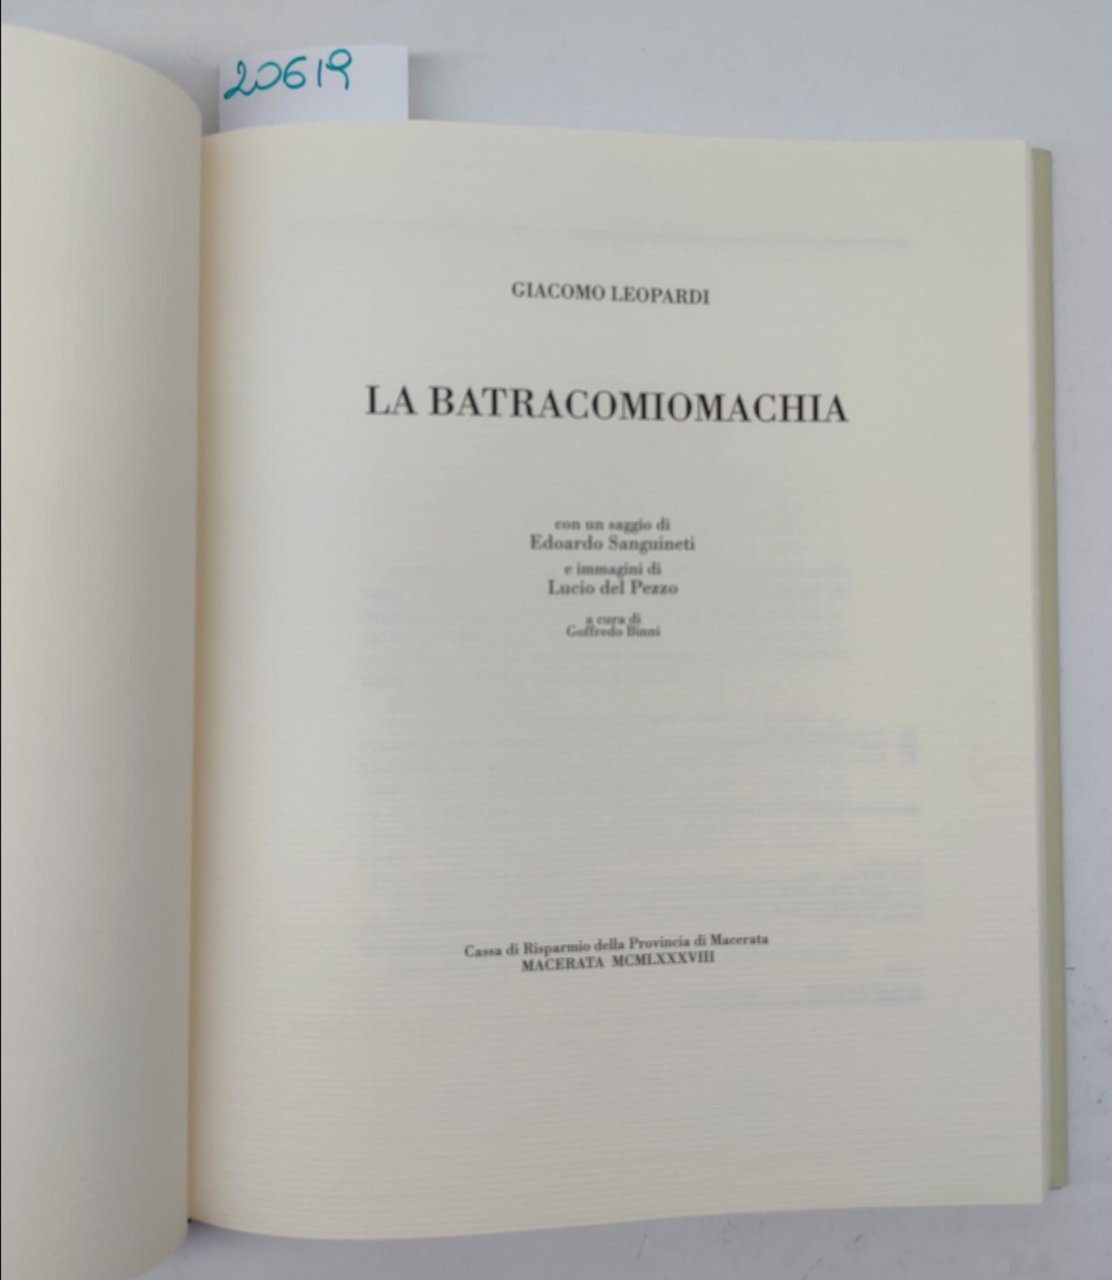 20619
GIACOMO LEOPARDI
LA BATRACOMIOMACHIA
con un saggio di
Edoardo Sanguineti
e immagini di
Lucio del Pezzo
a cura di
Goffredo Binni
Cassa di Risparmio della Provincia di Macerata
MACERATA MCMLXXXVIII